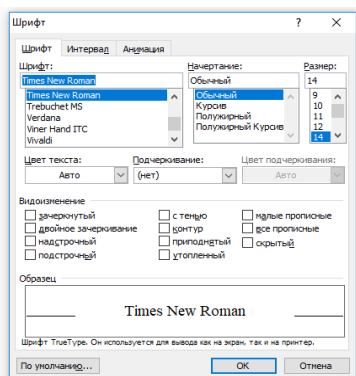 Шрифт ? X
Шрифт Интервал Анимация
Шрифт: Начертание: Размер:
Times New Roman Обычный 14
Times New Roman Обычный 9
Trebuchet MS Курсив 10
Verdana Полужирный 11
Viner Hand ITC Полужирный Курсив 12
Vivaldi 14
Цвет текста: Подчеркивание: Цвет подчеркивания:
Авто (нет) Авто
Видоизменение
зачеркнутый с тенью малые прописные
двойное зачеркивание контур все прописные
надстрочный приподнятый скрытый
подстрочный утопленный
Образец
Times New Roman
Шрифт TrueType. Он используется для вывода как на экран, так и на принтер.
По умолчанию... ОК Отмена